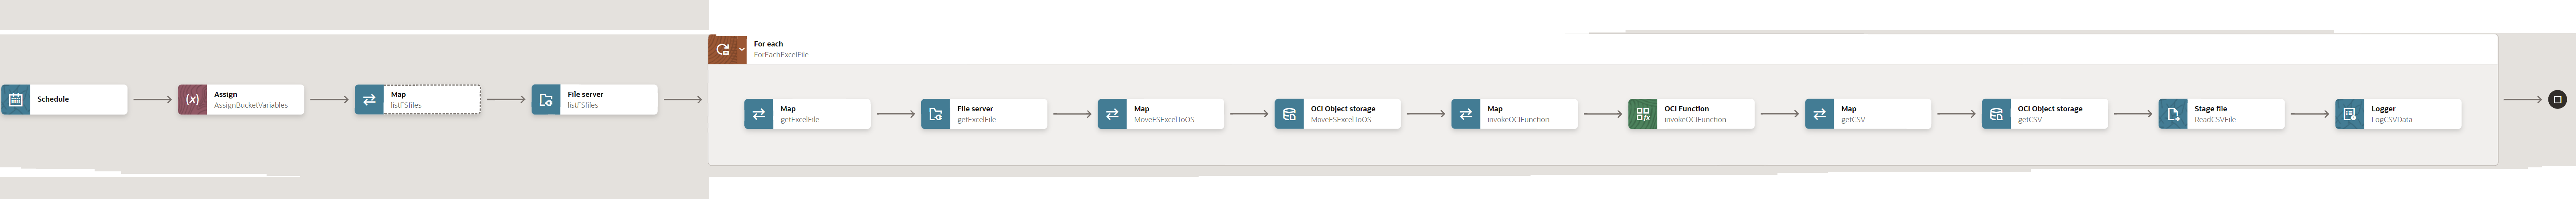 Schedule
Assign
AssignBucketVariables
Map
listFSfiles
File server
listFSfiles
For each
ForEachExcelFile
Map
getExcelFile
File server
getExcelFile
Map
MoveFSExcelToOS
OCI Object storage
MoveFSExcelToOS
Map
invokeOCIFunction
OCI Function
invokeOCIFunction
Map
getCSV
OCI Object storage
getCSV
Stage file
ReadCSVFile
Logger
LogCSVData